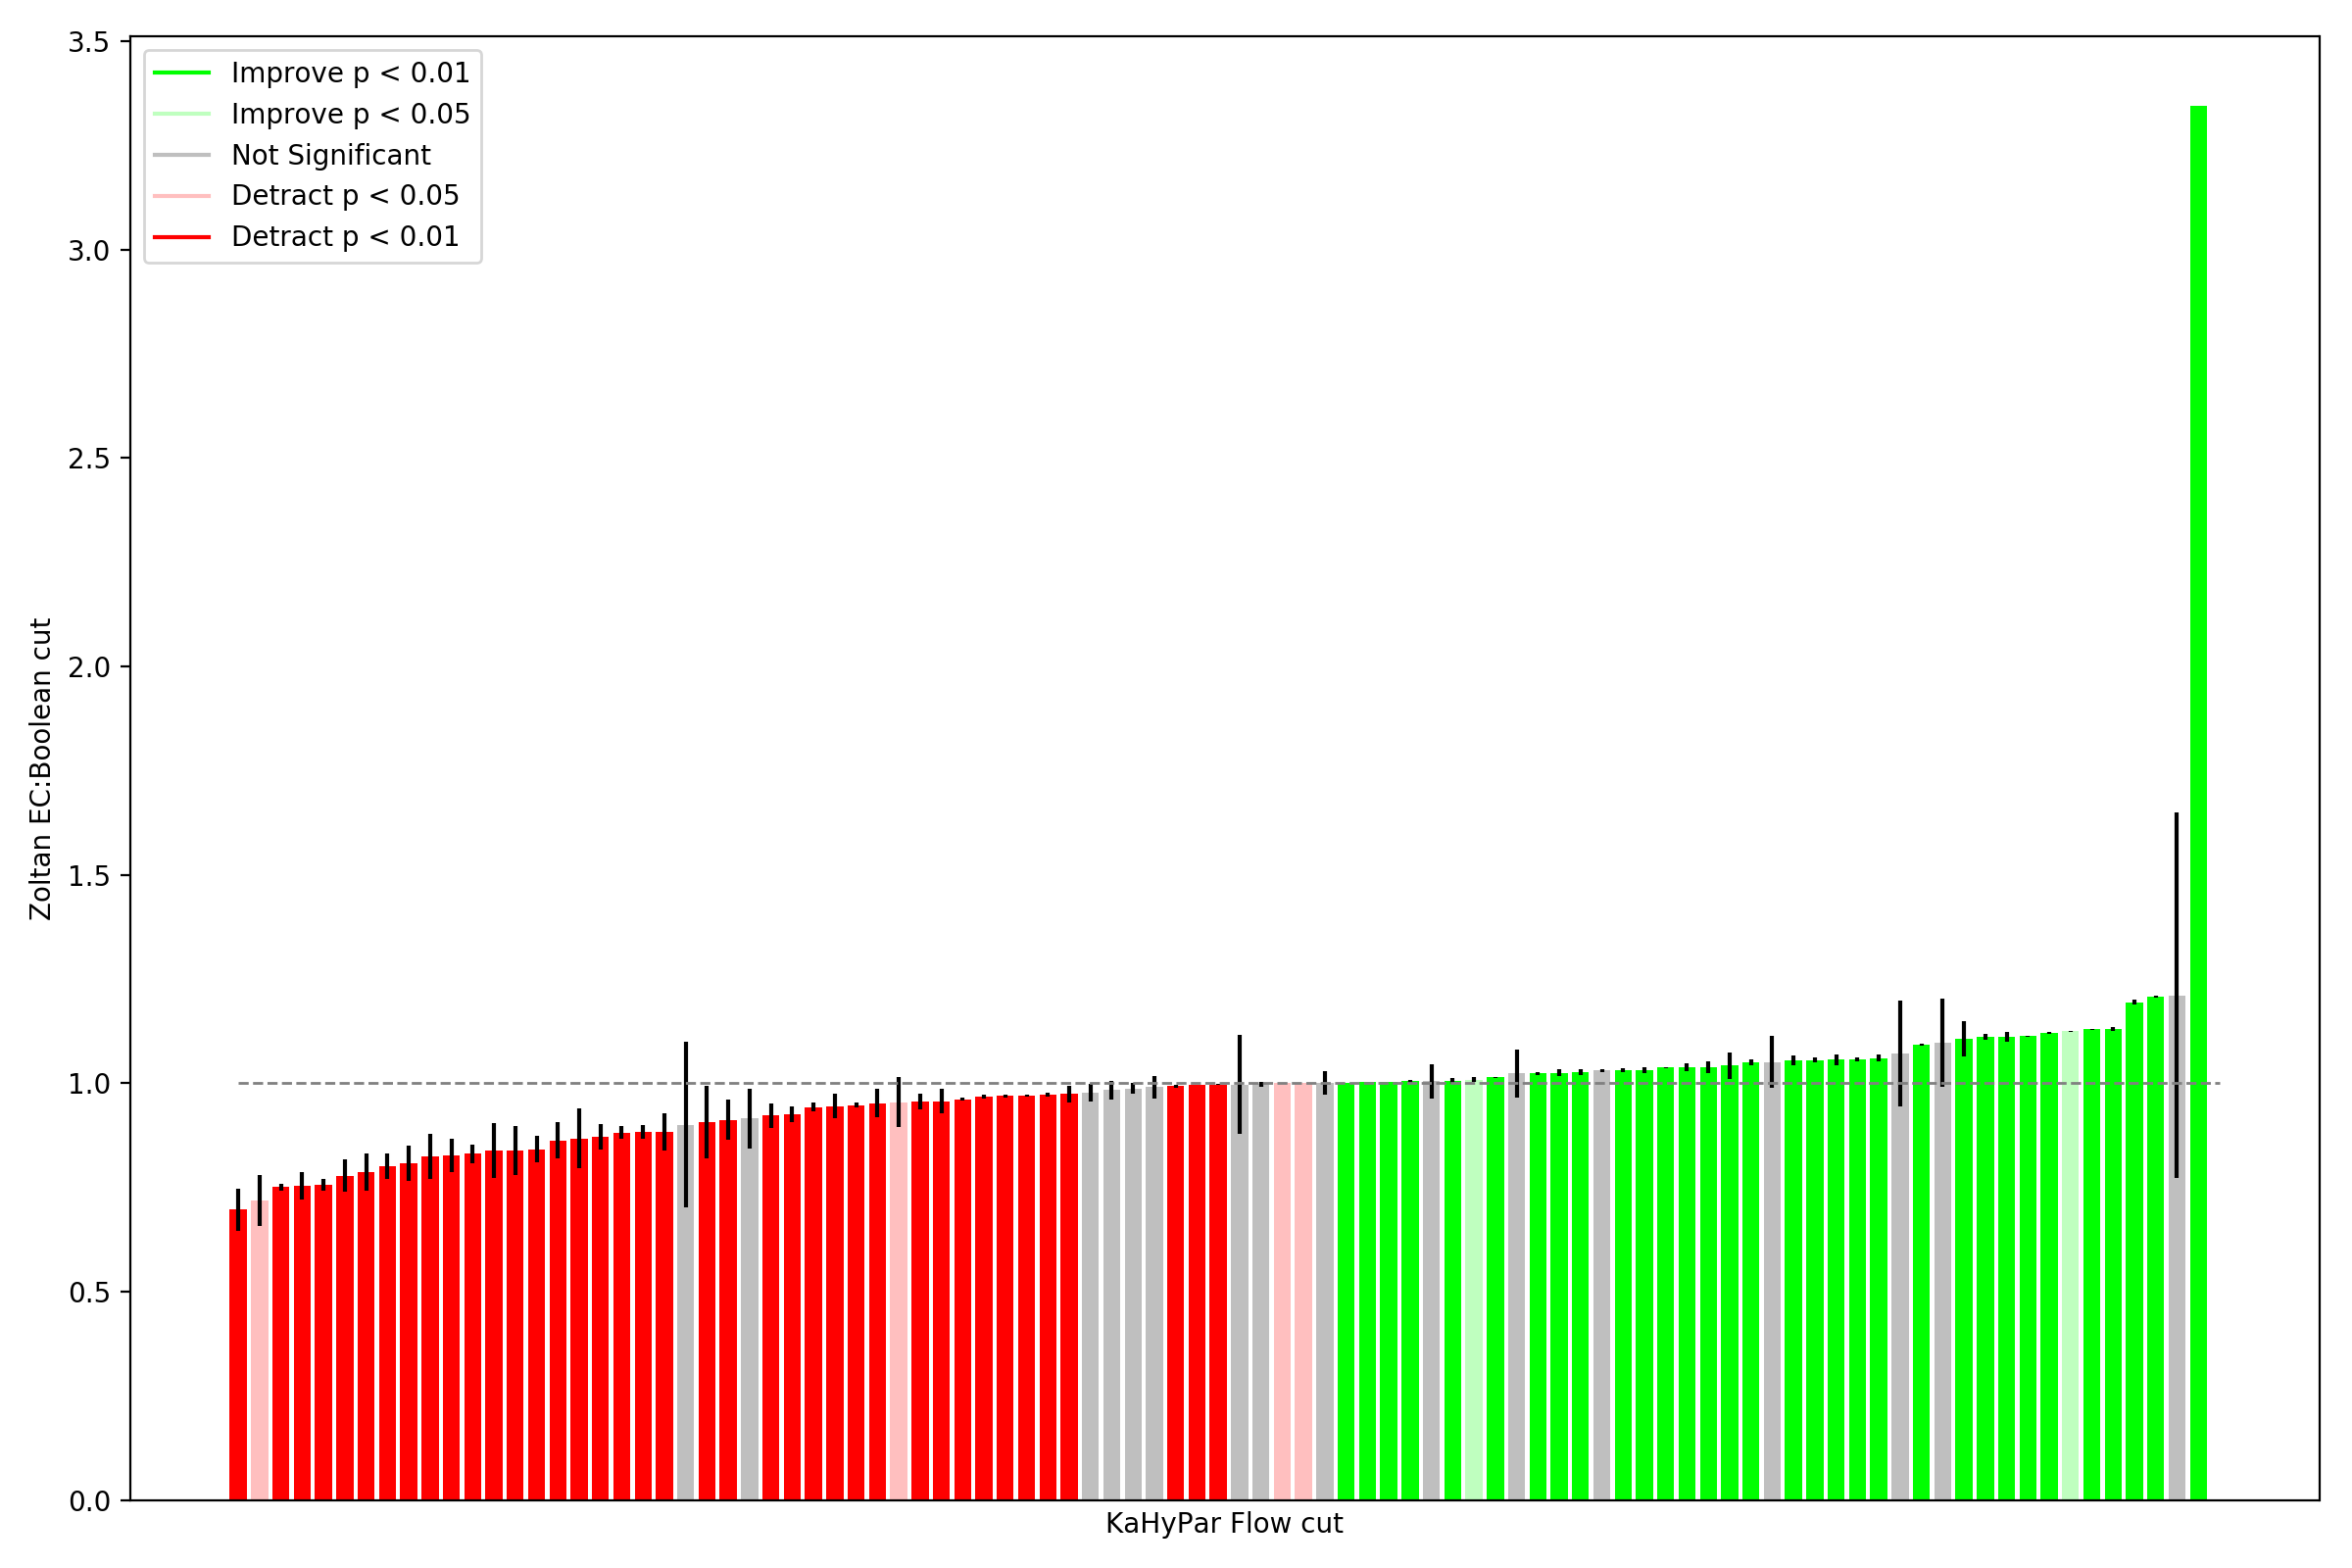 3.5
3.0
2.5
2.0
1.5
1.0
0.5
0.0
Zoltan EC:Boolean cut
KaHyPar Flow cut
Improve p < 0.01
Improve p < 0.05
Not Significant
Detract p < 0.05
Detract p < 0.01